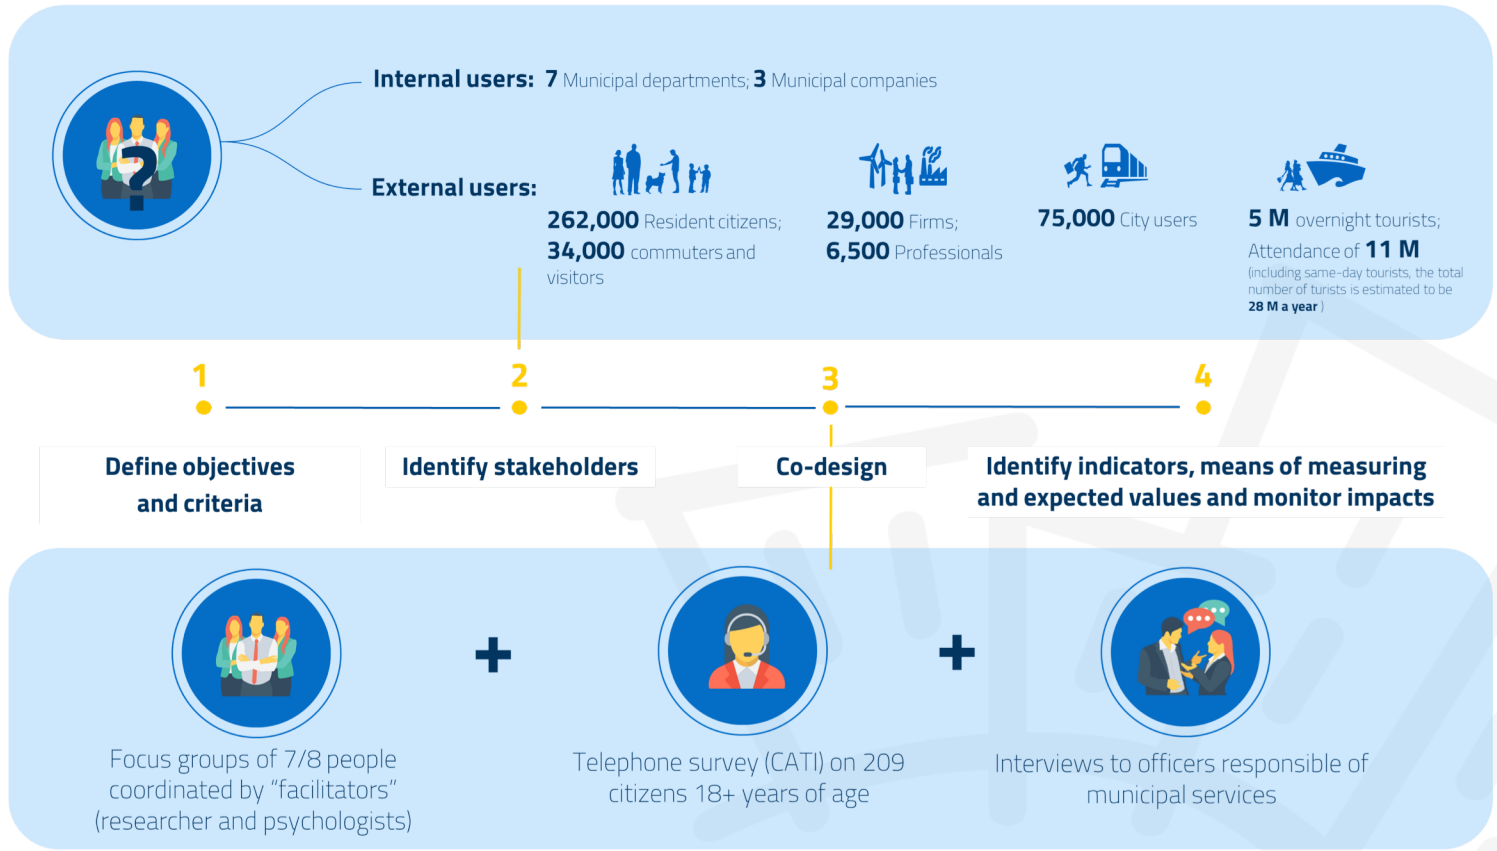 Internal users: 7 Municipal departments; 3 Municipal companies
?
External users:
262,000 Resident citizens;
34,000 commuters and
visitors
29,000 Firms;
6,500 Professionals
75,000 City users
5 M overnight tourists;
Attendance of 11 M
(including same-day tourists, the total
number of turists is estimated to be
28 M a year )
1
2
3
4
Define objectives
and criteria
Identify stakeholders
Co-design
Identify indicators, means of measuring
and expected values and monitor impacts
+
+
Focus groups of 7/8 people
coordinated by “facilitators”
(researcher and psychologists)
Telephone survey (CATI) on 209
citizens 18+ years of age
Interviews to officers responsible of
municipal services